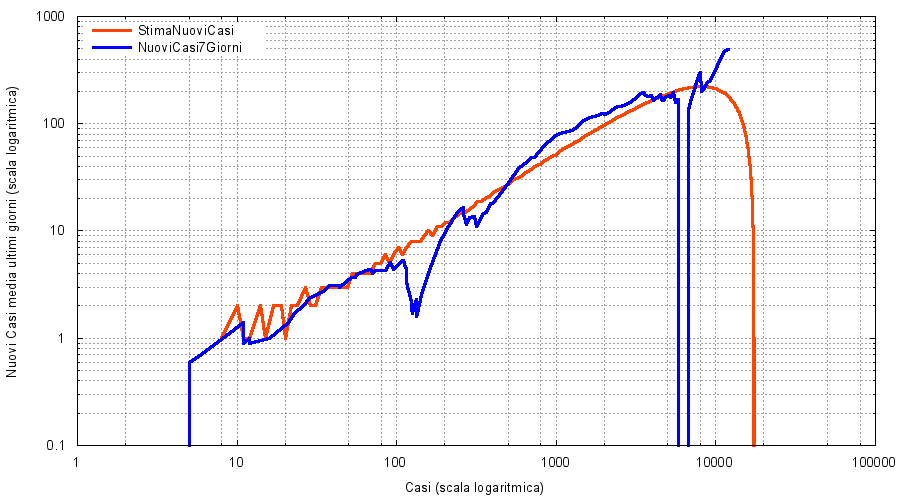 1000
100
10
1
0.1
StimaNuoviCasi
NuoviCasi7Giorni
Nuovi Casi media ultimi giorni (scala logaritmica)
1 10 100 1000 10000 100000
Casi (scala logaritmica)